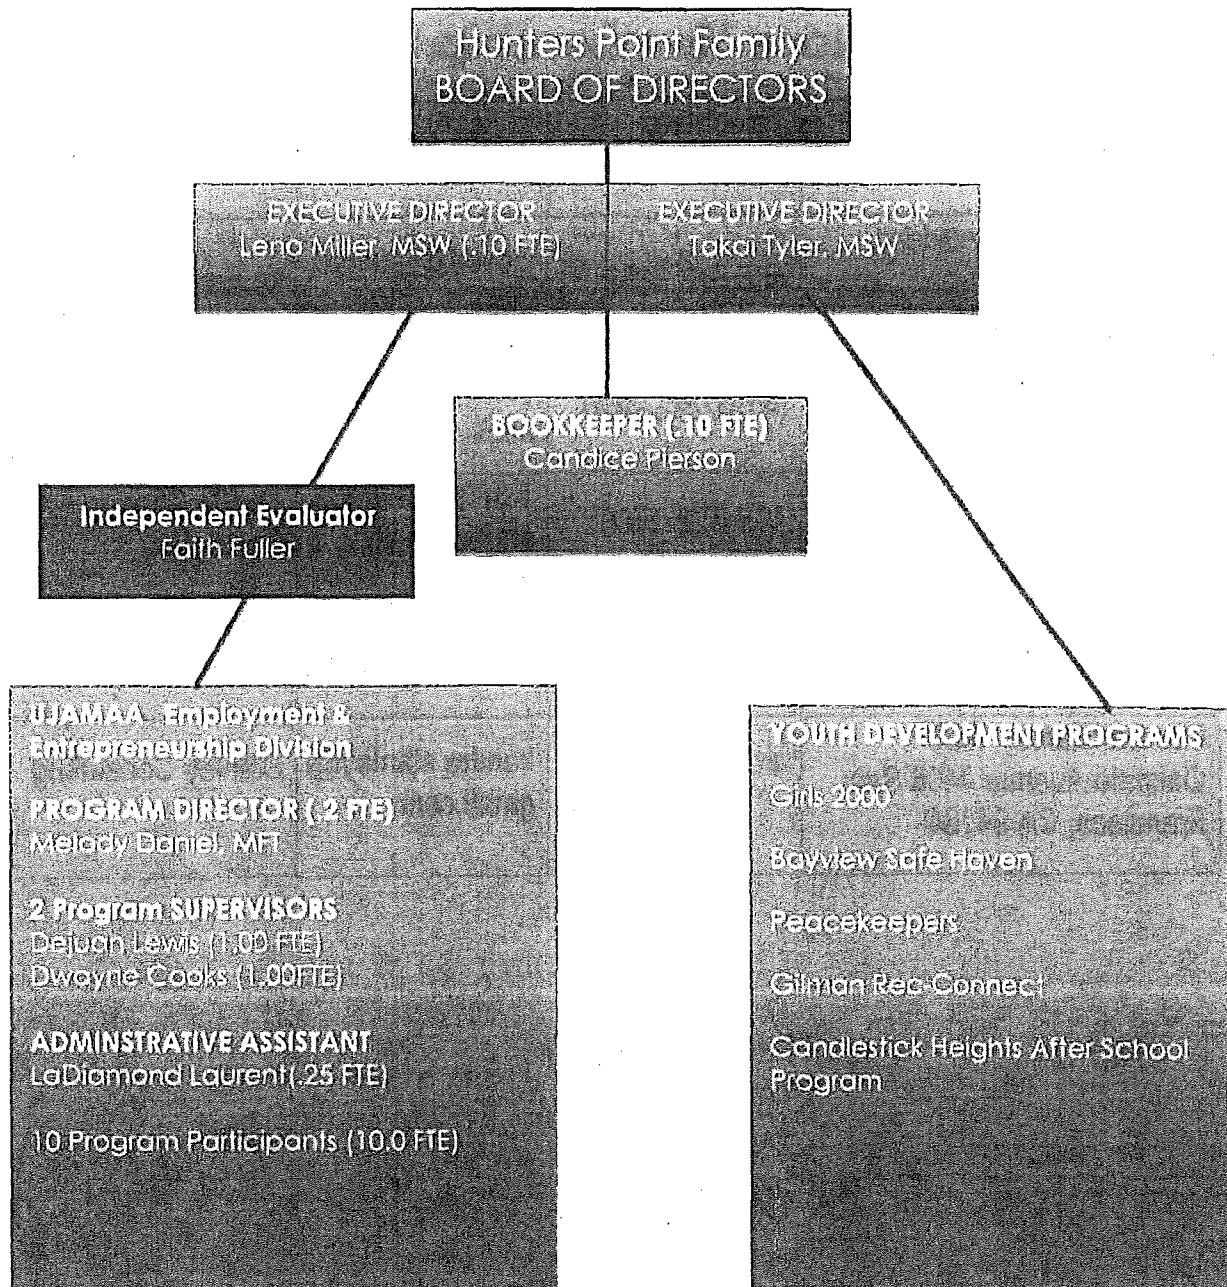 Hunters Point Family
BOARD OF DIRECTORS
EXECUTIVE DIRECTOR
Lena Miller, MSW (.10 FTE)
EXECUTIVE DIRECTOR
Takai Tyler, MSW
BOOKKEEPER (.10 FTE)
Candice Pierson
Independent Evaluator
Faith Fuller
UJAMAA Employment &
Entrepreneurship Division
PROGRAM DIRECTOR (.2 FTE)
Melody Daniel, MFT
2 Program SUPERVISORS
Dejuan Lewis (1.00 FTE)
Dwayne Cooks (1.00FTE)
ADMINSTRATIVE ASSISTANT
LaDiamond Laurent(.25 FTE)
10 Program Participants (10.0 FTE)
YOUTH DEVELOPMENT PROGRAMS
Girls 2000
Bayview Safe Haven
Peacekeepers
Gilman Rec-Connect
Candlestick Heights After School
Program